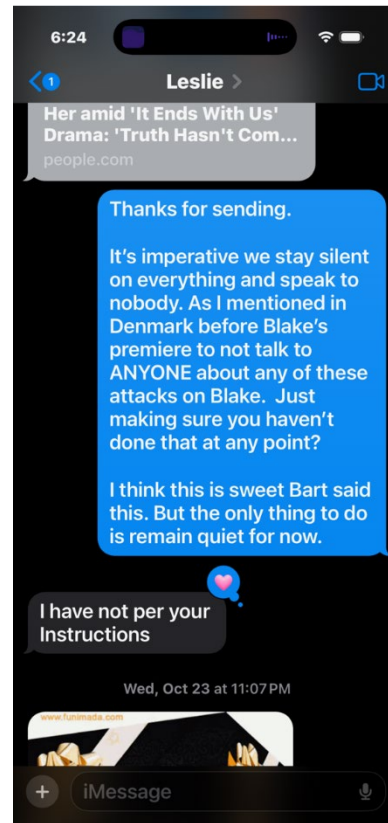 6:24
1
Leslie >
Her amid 'It Ends With Us'
Drama: 'Truth Hasn't Com...
people.com
Thanks for sending.
It's imperative we stay silent
on everything and speak to
nobody. As I mentioned in
Denmark before Blake's
premiere to not talk to
ANYONE about any of these
attacks on Blake. Just
making sure you haven't
done that at any point?
I think this is sweet Bart said
this. But the only thing to do
is remain quiet for now.
I have not per your
Instructions
Wed, Oct 23 at 11:07 PM
www.funimada.com
iMessage